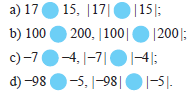 a) 17 ● 15, |17| ● |15|;
b) 100 ● 200, |100| ● |200|;
c) –7 ● –4, |–7| ● |–4|;
d) –98 ● –5, |–98| ● |–5|.